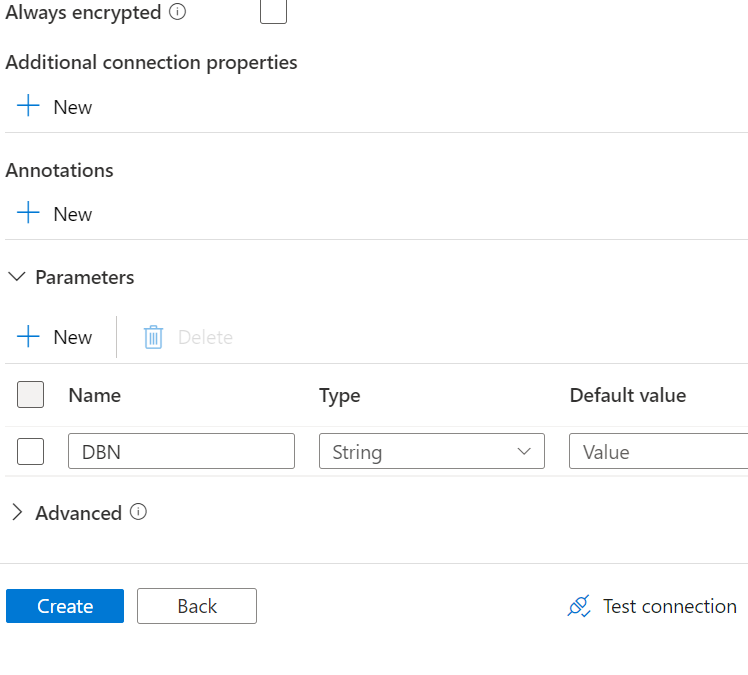 Always encrypted
Additional connection properties
New
Annotations
New
Parameters
New Delete
Name Type Default value
DBN String Value
Advanced
Create Back Test connection